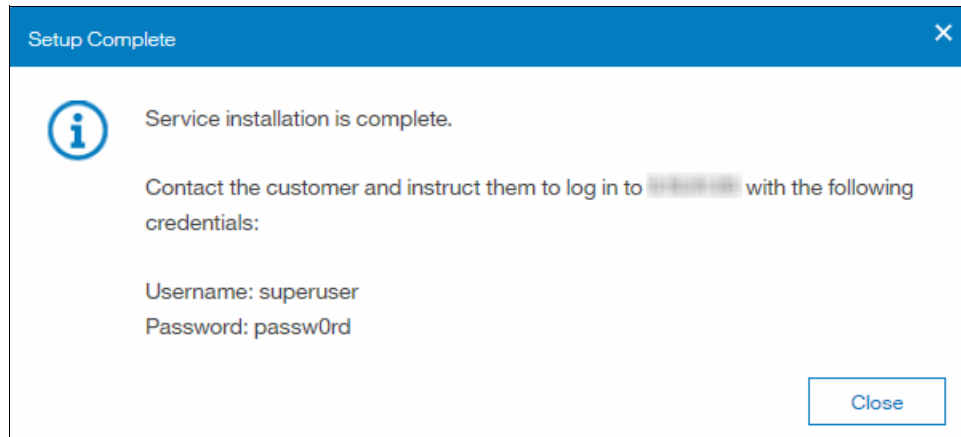 Setup Complete
Service installation is complete.
Contact the customer and instruct them to log in to with the following
credentials:
Username: superuser
Password: passw0rd
Close